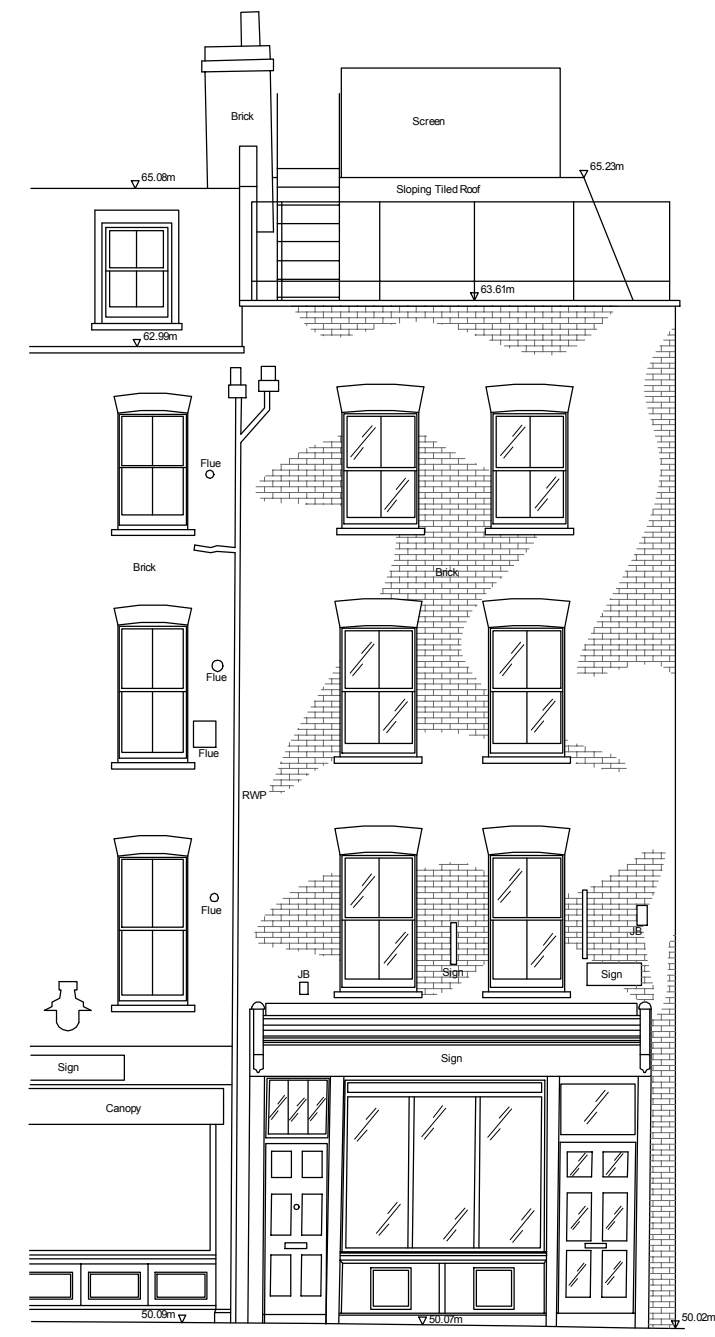 Brick
Screen
65.08m
65.23m
Sloping Tiled Roof
63.61m
62.99m
Flue
Brick
Brick
Flue
Flue
RWP
Flue
JB
JB
Sign
Sign
Sign
Sign
Canopy
50.09m
50.07m
50.02m